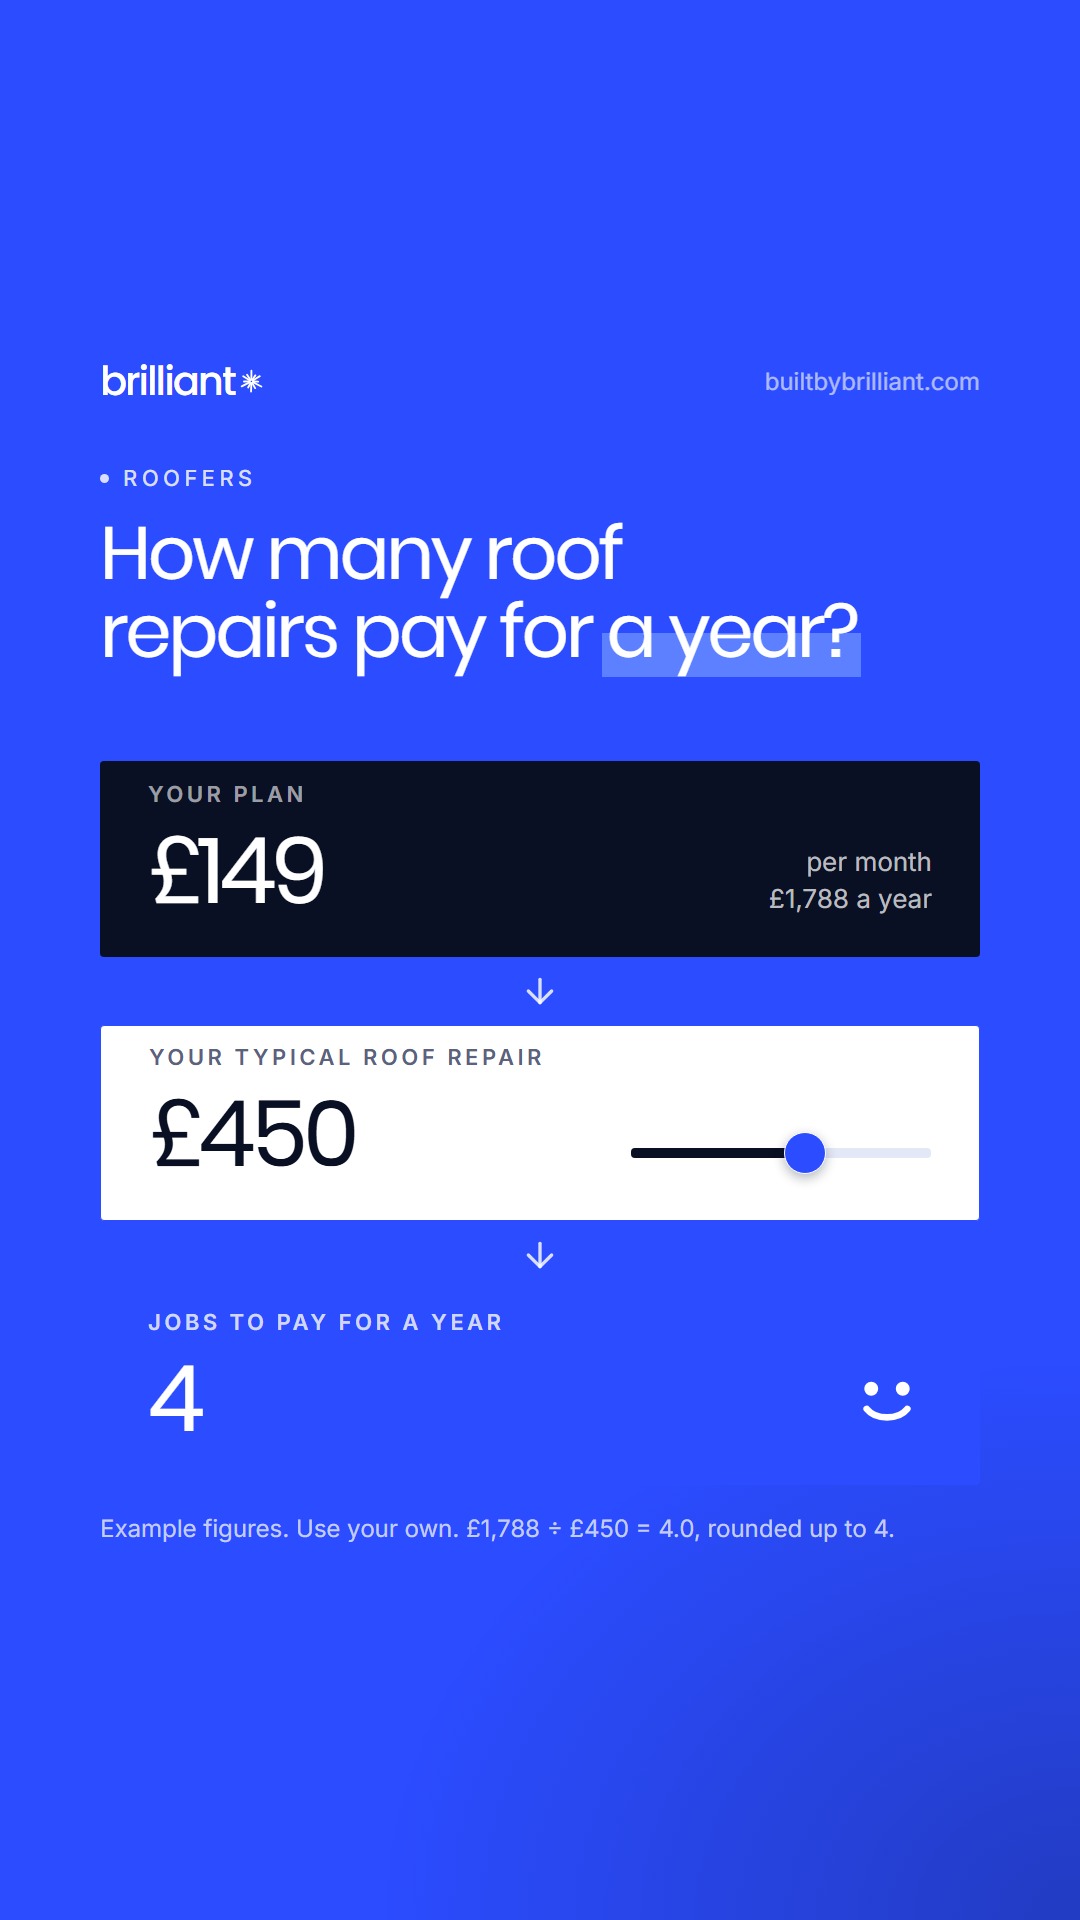 brilliant
builtbybrilliant.com
• ROOFERS
How many roof
repairs pay for a year?
YOUR PLAN
£149
per month
£1,788 a year
YOUR TYPICAL ROOF REPAIR
£450
JOBS TO PAY FOR A YEAR
4
Example figures. Use your own. £1,788 ÷ £450 = 4.0, rounded up to 4.